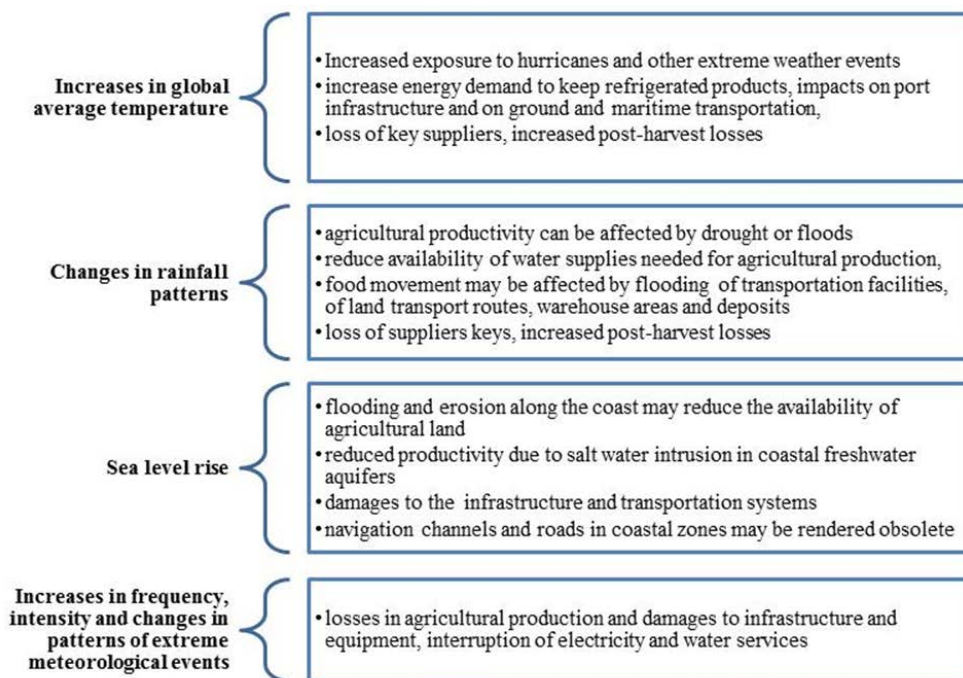 Increases in global
average temperature
•Increased exposure to hurricanes and other extreme weather events
•increase energy demand to keep refrigerated products, impacts on port
infrastructure and on ground and maritime transportation,
•loss of key suppliers, increased post-harvest losses
Changes in rainfall
patterns
•agricultural productivity can be affected by drought or floods
•reduce availability of water supplies needed for agricultural production,
•food movement may be affected by flooding of transportation facilities,
of land transport routes, warehouse areas and deposits
•loss of suppliers keys, increased post-harvest losses
Sea level rise
•flooding and erosion along the coast may reduce the availability of
agricultural land
•reduced productivity due to salt water intrusion in coastal freshwater
aquifers
•damages to the infrastructure and transportation systems
•navigation channels and roads in coastal zones may be rendered obsolete
Increases in frequency,
intensity and changes in
patterns of extreme
meteorological events
•losses in agricultural production and damages to infrastructure and
equipment, interruption of electricity and water services